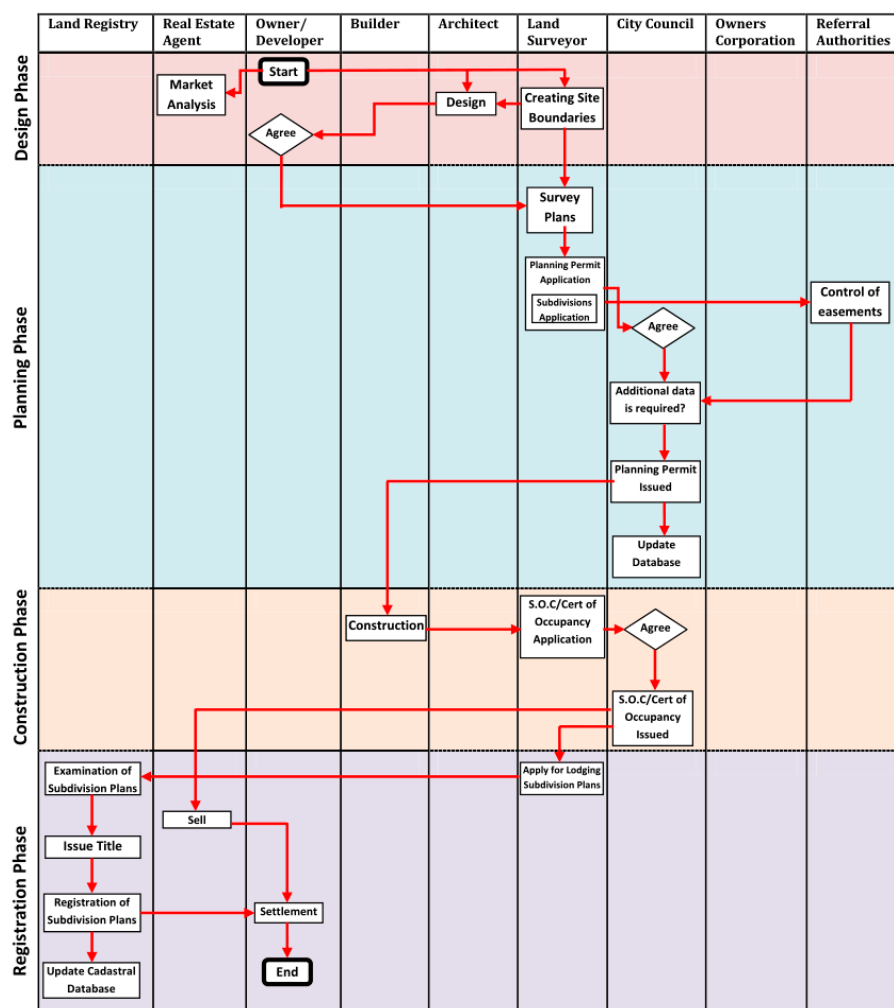 Land Registry
Real Estate
Agent
Owner/
Developer
Builder
Architect
Land
Surveyor
City Council
Owners
Corporation
Referral
Authorities
Design Phase
Start
Market
Analysis
Design
Creating Site
Boundaries
Agree
Planning Phase
Survey
Plans
Planning Permit
Application
Subdivisions
Application
Control of
easements
Agree
Additional data
is required?
Planning Permit
Issued
Update
Database
Construction Phase
Construction
S.O.C/Cert of
Occupancy
Application
Agree
S.O.C/Cert of
Occupancy
Issued
Registration Phase
Examination of
Subdivision Plans
Apply for Lodging
Subdivision Plans
Sell
Issue Title
Registration of
Subdivision Plans
Settlement
Update Cadastral
Database
End